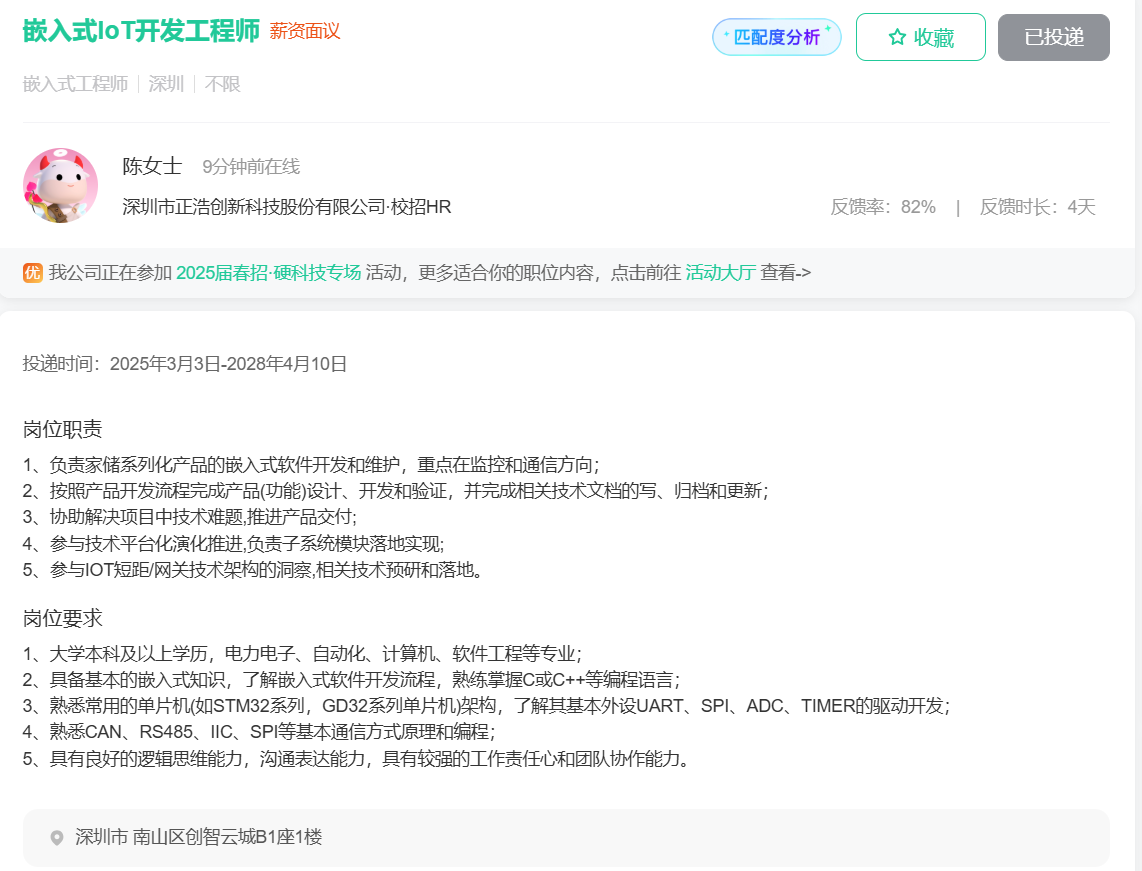 嵌入式IoT开发工程师 薪资面议
匹配度分析 收藏 已投递
嵌入式工程师 深圳 不限
陈女士 9分钟前在线
深圳市正浩创新科技股份有限公司·校招HR 反馈率：82% | 反馈时长：4天
优 我公司正在参加 2025届春招·硬科技专场 活动，更多适合你的职位内容，点击前往 活动大厅 查看->
投递时间：2025年3月3日-2028年4月10日
岗位职责
1、负责家储系列化产品的嵌入式软件开发和维护，重点在监控和通信方向；
2、按照产品开发流程完成产品(功能)设计、开发和验证，并完成相关技术文档的写、归档和更新；
3、协助解决项目中技术难题,推进产品交付;
4、参与技术平台化演化推进,负责子系统模块落地实现;
5、参与IOT短距/网关技术架构的洞察,相关技术预研和落地。
岗位要求
1、大学本科及以上学历，电力电子、自动化、计算机、软件工程等专业；
2、具备基本的嵌入式知识，了解嵌入式软件开发流程，熟练掌握C或C++等编程语言；
3、熟悉常用的单片机(如STM32系列，GD32系列单片机)架构，了解其基本外设UART、SPI、ADC、TIMER的驱动开发；
4、熟悉CAN、RS485、IIC、SPI等基本通信方式原理和编程；
5、具有良好的逻辑思维能力，沟通表达能力，具有较强的工作责任心和团队协作能力。
深圳市 南山区创智云城B1座1楼